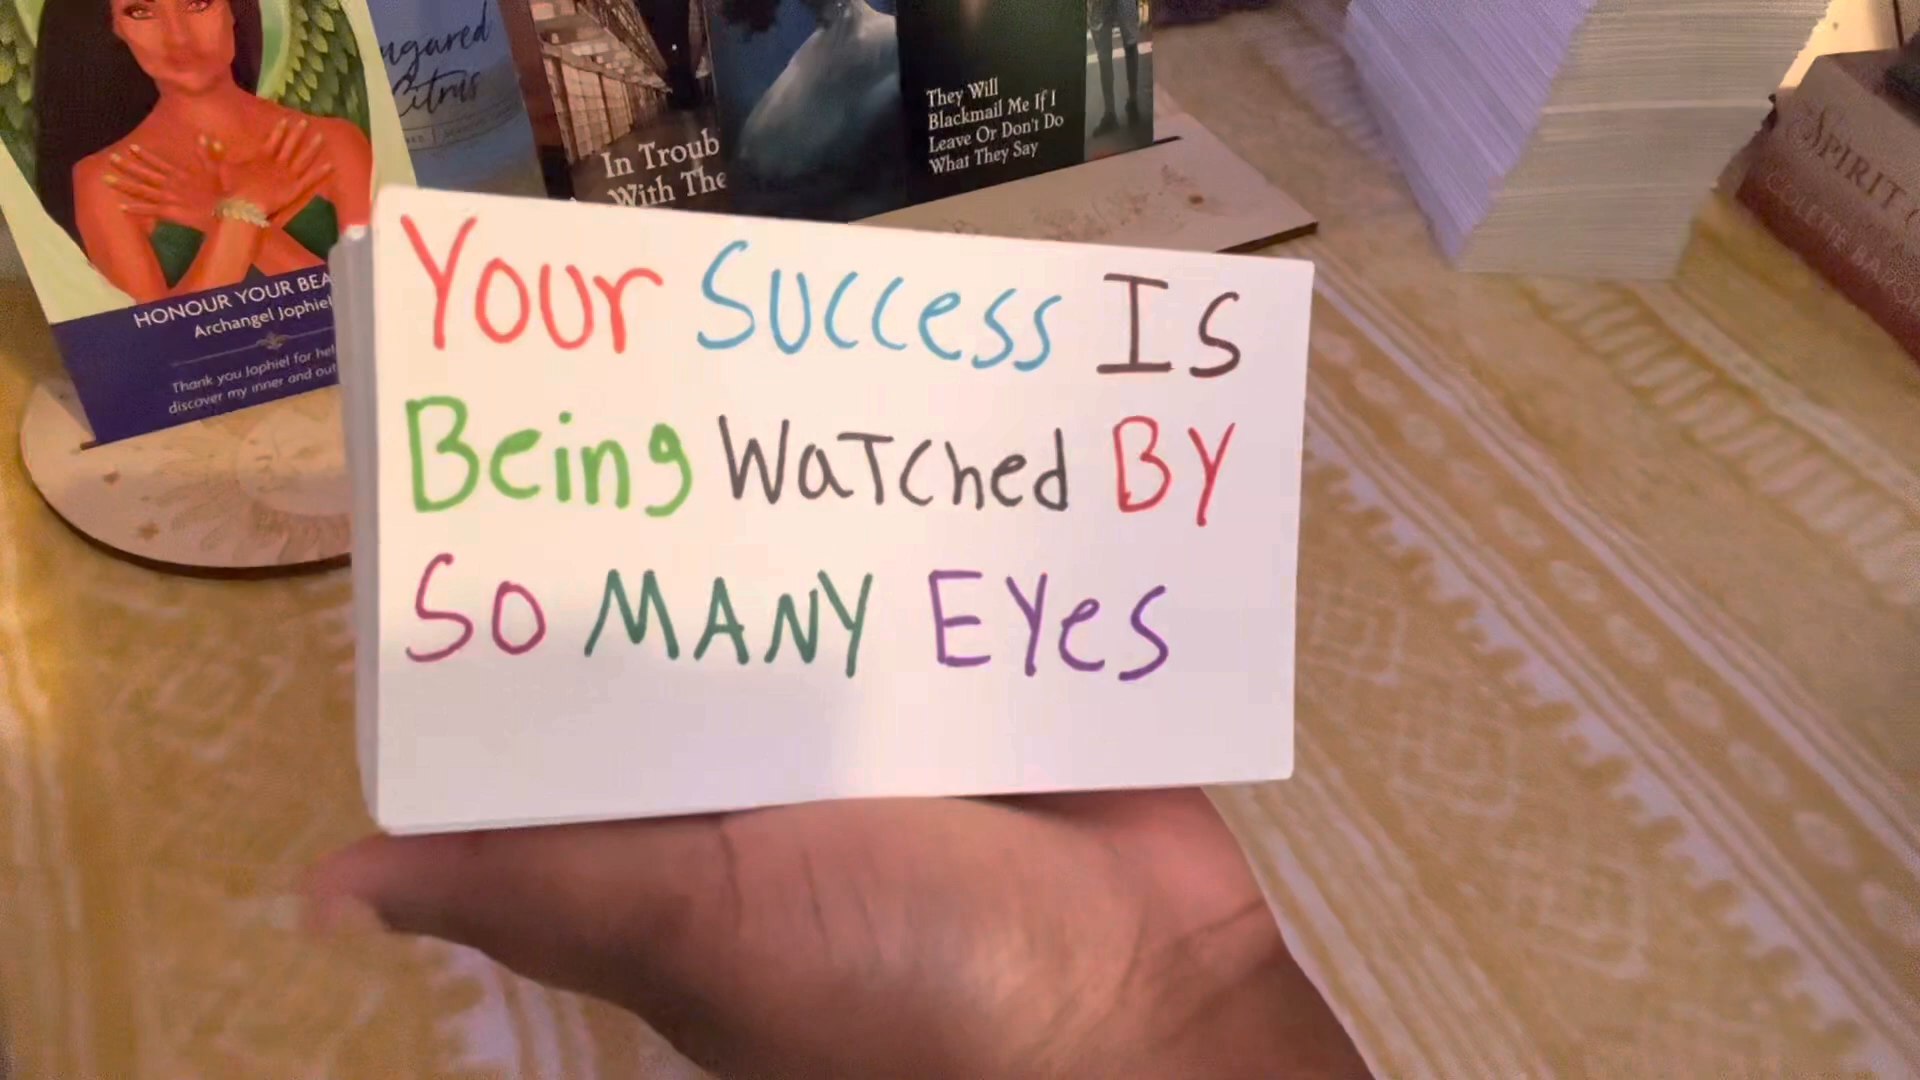 Your Success Is
Being Watched By
So MANY EYes
HONOUR YOUR BEA
Archangel Jophiel
Thank you Jophiel for hel
discover my inner and out
ugared
Citrus
In Troub
With The
They Will
Blackmail Me If I
Leave Or Don't Do
What They Say
SPIRIT
COLETTE